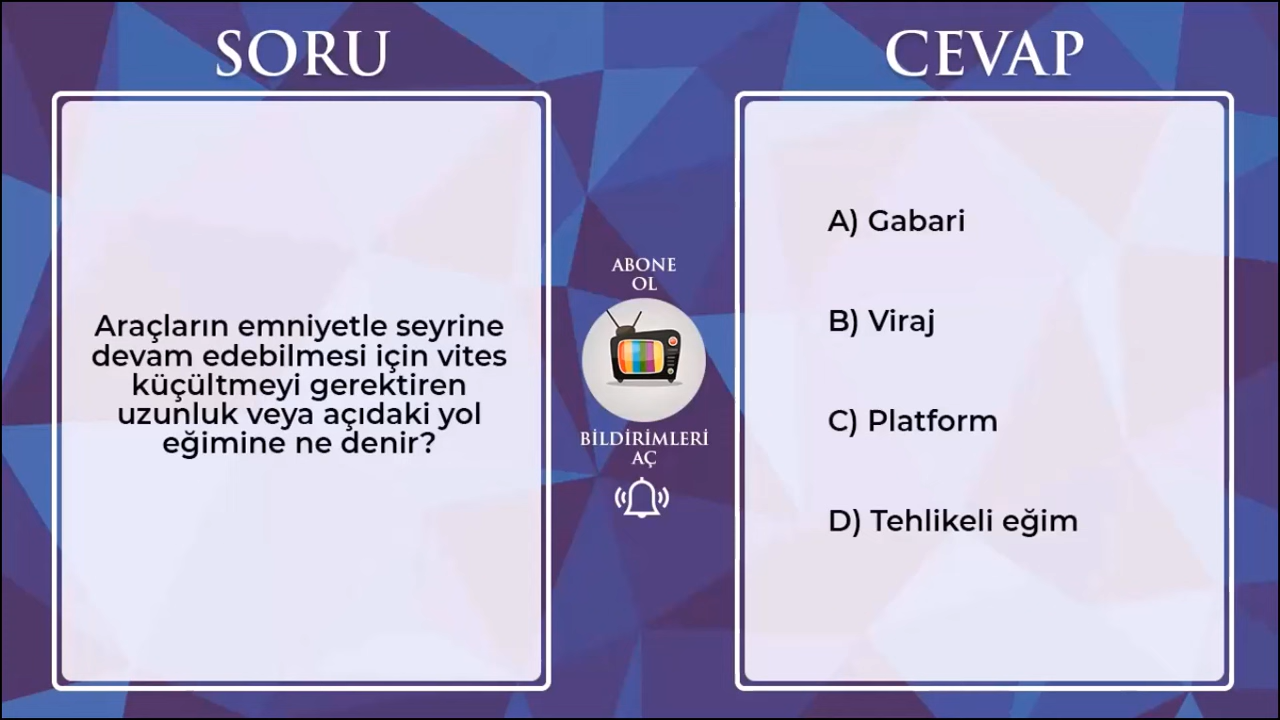 SORU
Araçların emniyetle seyrine
devam edebilmesi için vites
küçültmeyi gerektiren
uzunluk veya açıdaki yol
eğimine ne denir?
ABONE
OL
BİLDİRİMLERİ
AÇ
CEVAP
A) Gabari
B) Viraj
C) Platform
D) Tehlikeli eğim